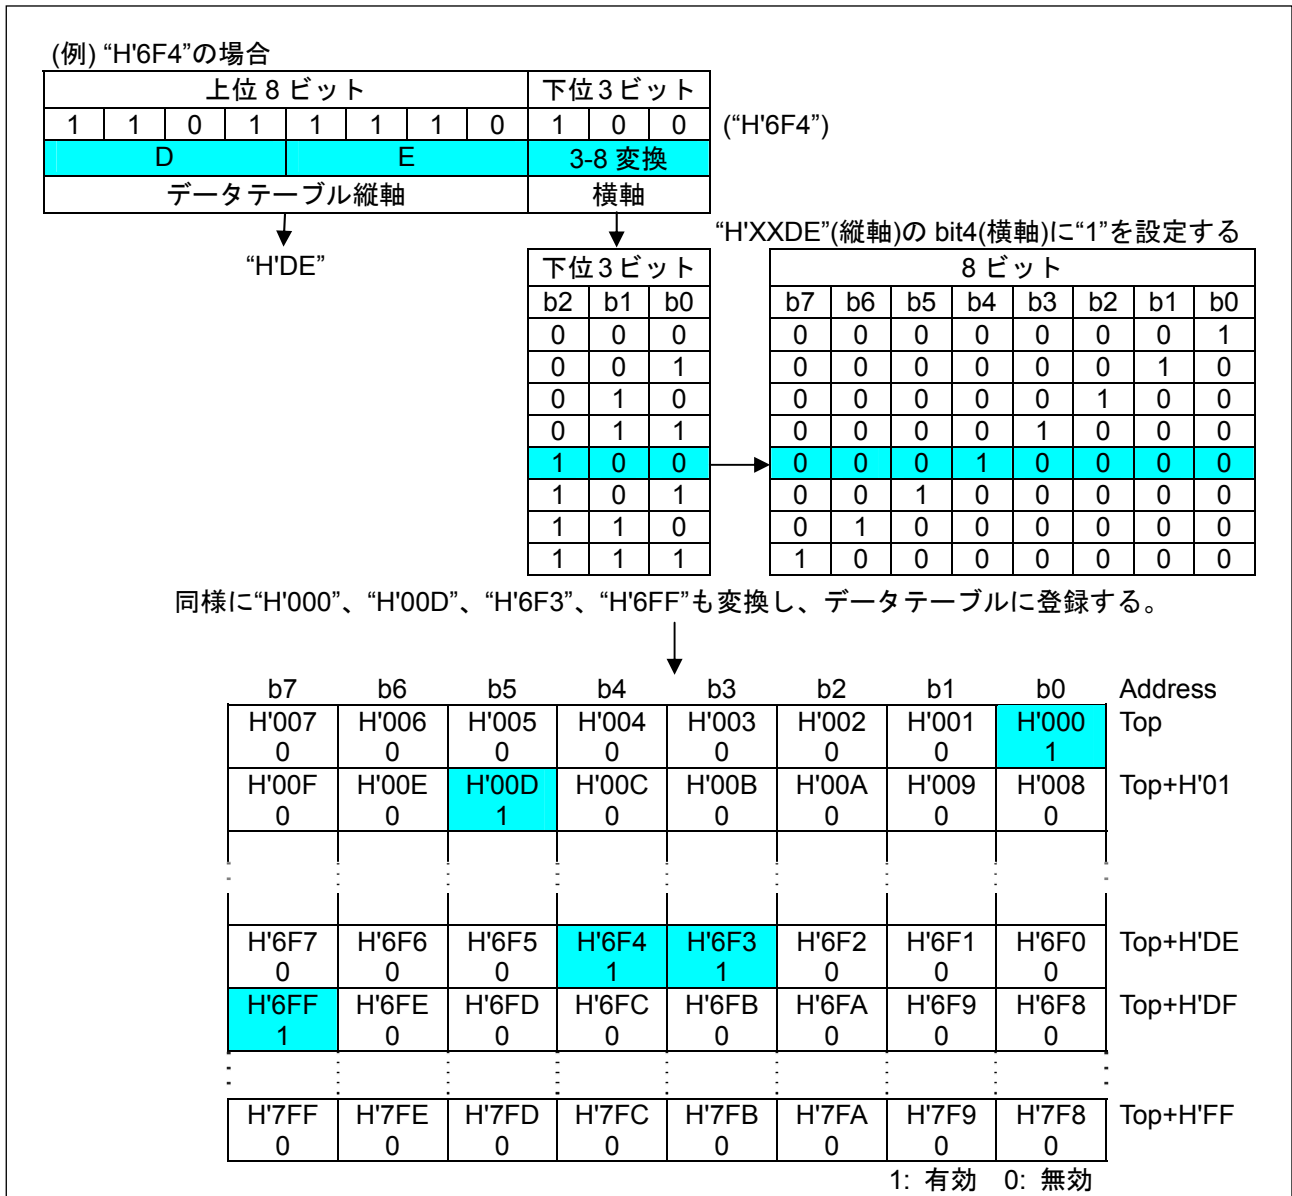 (例) “H'6F4”の場合
上位 8 ビット 下位 3 ビット
1 1 0 1 1 1 1 0 1 0 0 (“H'6F4”)
D E 3-8 変換
データテーブル縦軸 横軸
“H'DE” “H'XXDE”(縦軸)の bit4(横軸)に“1”を設定する
下位 3 ビット 8 ビット
b2 b1 b0 b7 b6 b5 b4 b3 b2 b1 b0
0 0 0 0 0 0 0 0 0 0 1
0 0 1 0 0 0 0 0 0 1 0
0 1 0 0 0 0 0 0 1 0 0
0 1 1 0 0 0 0 1 0 0 0
1 0 0 0 0 0 1 0 0 0 0
1 0 1 0 0 1 0 0 0 0 0
1 1 0 0 1 0 0 0 0 0 0
1 1 1 1 0 0 0 0 0 0 0
同様に“H'000”、“H'00D”、“H'6F3”、“H'6FF”も変換し、データテーブルに登録する。
b7 b6 b5 b4 b3 b2 b1 b0 Address
H'007 H'006 H'005 H'004 H'003 H'002 H'001 H'000 Top
0 0 0 0 0 0 0 1
H'00F H'00E H'00D H'00C H'00B H'00A H'009 H'008 Top+H'01
0 0 1 0 0 0 0 0
H'6F7 H'6F6 H'6F5 H'6F4 H'6F3 H'6F2 H'6F1 H'6F0 Top+H'DE
0 0 0 1 1 0 0 0
H'6FF H'6FE H'6FD H'6FC H'6FB H'6FA H'6F9 H'6F8 Top+H'DF
1 0 0 0 0 0 0 0
H'7FF H'7FE H'7FD H'7FC H'7FB H'7FA H'7F9 H'7F8 Top+H'FF
0 0 0 0 0 0 0 0
1: 有効 0: 無効